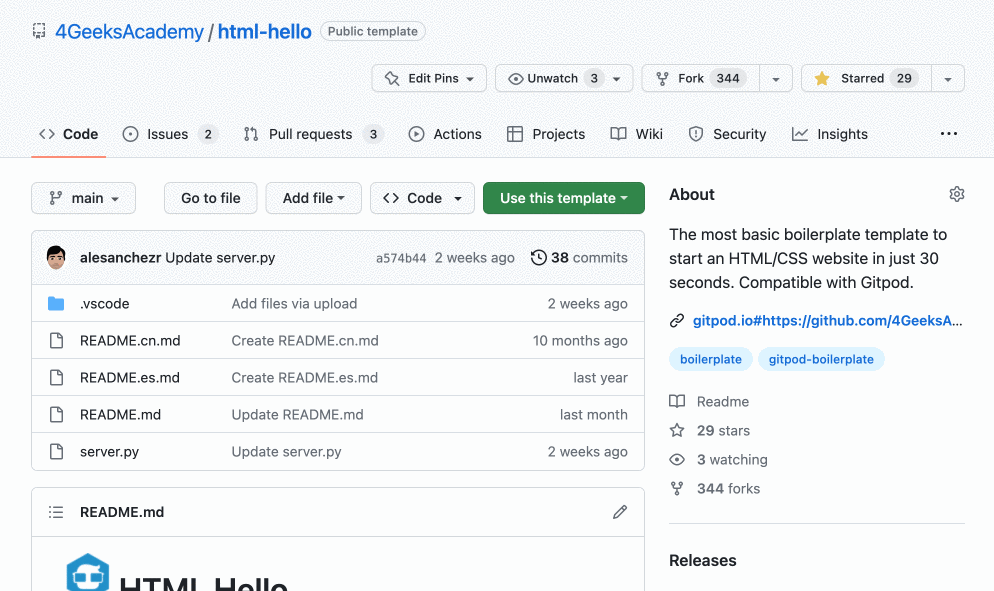 4GeeksAcademy / html-hello Public template
Edit Pins Unwatch 3 Fork 344 Starred 29
Code Issues 2 Pull requests 3 Actions Projects Wiki Security Insights ...
main Go to file Add file Code Use this template
alesanchezr Update server.py a574b44 2 weeks ago 38 commits
.vscode Add files via upload 2 weeks ago
README.cn.md Create README.cn.md 10 months ago
README.es.md Create README.es.md last year
README.md Update README.md last month
server.py Update server.py 2 weeks ago
README.md
HTML Hello
About
The most basic boilerplate template to
start an HTML/CSS website in just 30
seconds. Compatible with Gitpod.
gitpod.io#https://github.com/4GeeksA...
boilerplate gitpod-boilerplate
Readme
29 stars
3 watching
344 forks
Releases